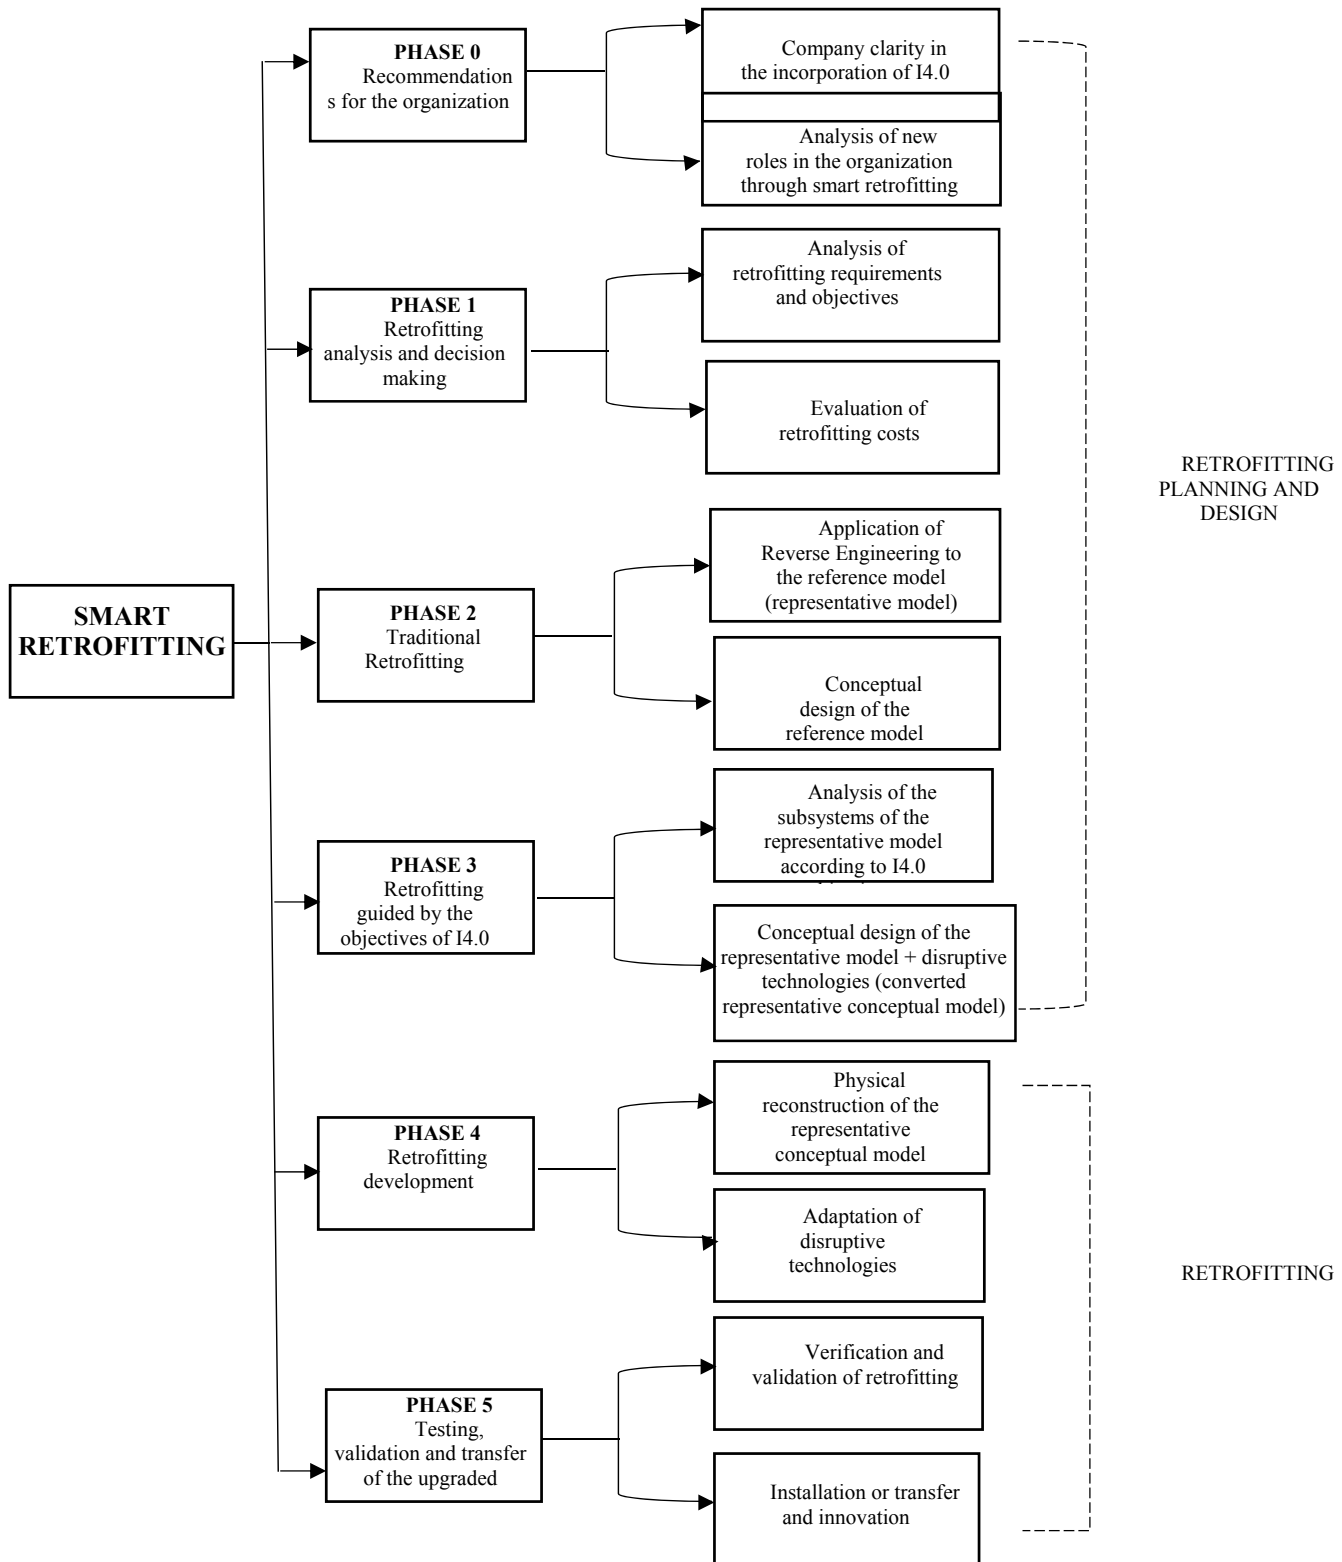 PHASE 0
Recommendation
s for the organization
Company clarity in
the incorporation of I4.0
Analysis of new
roles in the organization
through smart retrofitting
PHASE 1
Retrofitting
analysis and decision
making
Analysis of
retrofitting requirements
and objectives
Evaluation of
retrofitting costs
RETROFITTING
PLANNING AND
DESIGN
SMART
RETROFITTING
PHASE 2
Traditional
Retrofitting
Application of
Reverse Engineering to
the reference model
(representative model)
Conceptual
design of the
reference model
PHASE 3
Retrofitting
guided by the
objectives of I4.0
Analysis of the
subsystems of the
representative model
according to I4.0
Conceptual design of the
representative model + disruptive
technologies (converted
representative conceptual model)
PHASE 4
Retrofitting
development
Physical
reconstruction of the
representative
conceptual model
Adaptation of
disruptive
technologies
RETROFITTING
PHASE 5
Testing,
validation and transfer
of the upgraded
Verification and
validation of retrofitting
Installation or transfer
and innovation